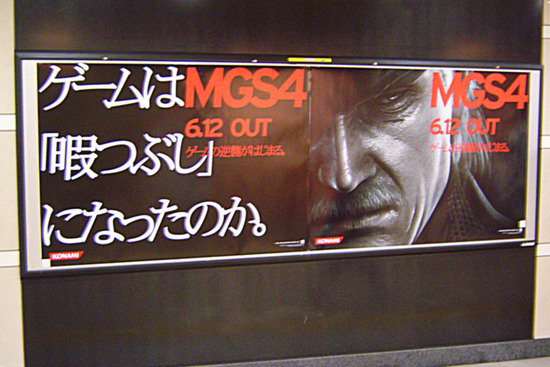 ゲームは
「暇つぶし」
になったのか。
MGS4
6.12 OUT
ゲームの逆襲がはじまる。
KONAMI
MGS4
6.12 OUT
ゲームの逆襲がはじまる。
KONAMI